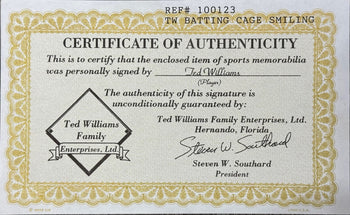 REF# 100123
TW BATTING CAGE SMILING
CERTIFICATE OF AUTHENTICITY
This is to certify that the enclosed item of sports memorabilia
was personally signed by Ted Williams
(Player)
The authenticity of this signature is
unconditionally guaranteed by:
Ted Williams
Family
Enterprises, Ltd.
Ted Williams Family Enterprises, Ltd.
Hernando, Florida
Steven W. Southard
Steven W. Southard
President